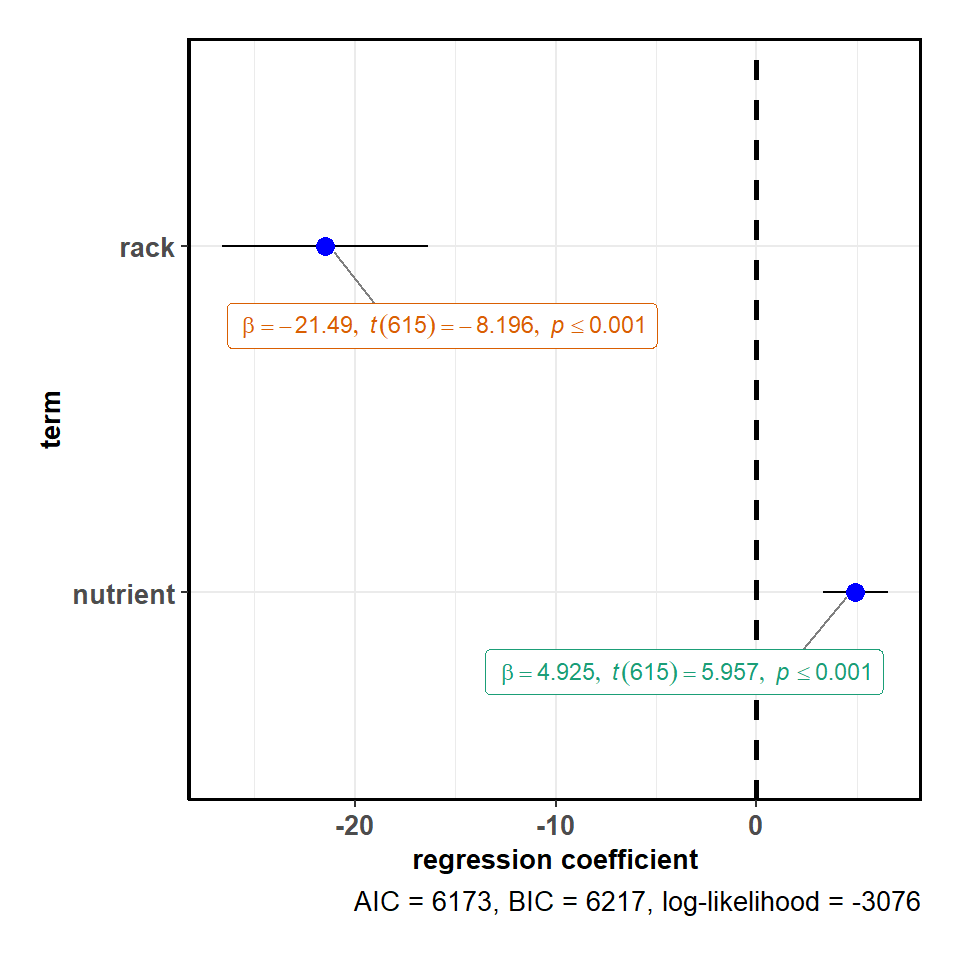 rack
β = − 21.49, t(615) = − 8.196, p ≤ 0.001
term
nutrient
β = 4.925, t(615) = 5.957, p ≤ 0.001
-20 -10 0
regression coefficient
AIC = 6173, BIC = 6217, log-likelihood = -3076